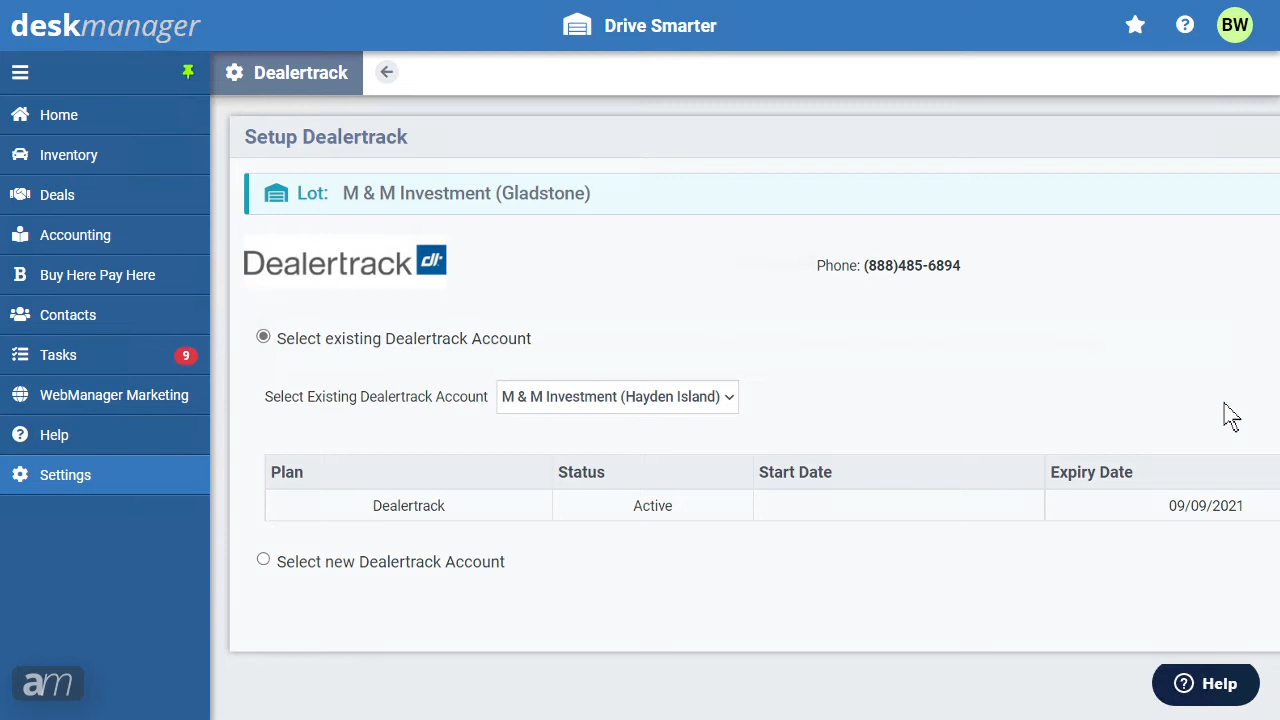 deskmanager
Drive Smarter
BW
Dealertrack
Home
Inventory
Deals
Accounting
Buy Here Pay Here
Contacts
Tasks 9
WebManager Marketing
Help
Settings
am
Setup Dealertrack
Lot: M & M Investment (Gladstone)
Dealertrack dt
Phone: (888)485-6894
Select existing Dealertrack Account
Select Existing Dealertrack Account M & M Investment (Hayden Island)
Plan Status Start Date Expiry Date
Dealertrack Active 09/09/2021
Select new Dealertrack Account
Help